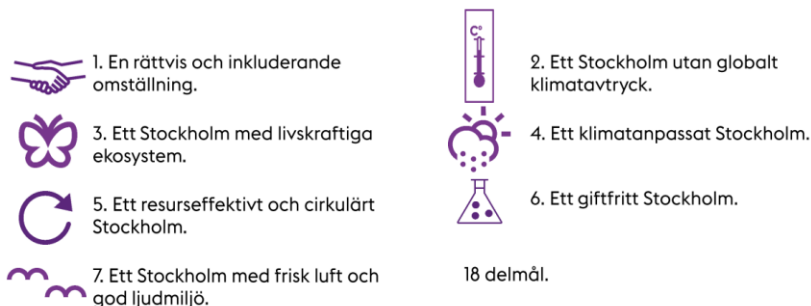 1. En rättvis och inkluderande
omställning.
C°
2. Ett Stockholm utan globalt
klimatavtryck.
3. Ett Stockholm med livskraftiga
ekosystem.
4. Ett klimatanpassat Stockholm.
5. Ett resurseffektivt och cirkulärt
Stockholm.
6. Ett giftfritt Stockholm.
7. Ett Stockholm med frisk luft och
god ljudmiljö.
18 delmål.